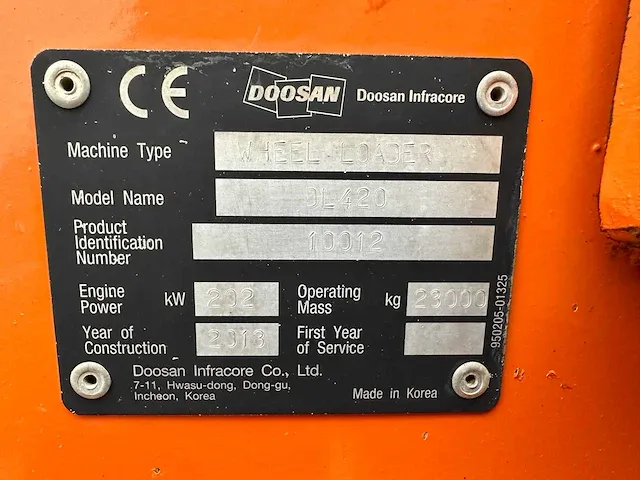 CE DOOSAN Doosan Infracore
Machine Type WHEEL LOADER
Model Name DL420
Product
Identification
Number 10012
Engine
Power kW 202 Operating
Mass kg 23000
Year of
Construction 2013 First Year
of Service
Doosan Infracore Co., Ltd.
7-11, Hwasu-dong, Dong-gu,
Incheon, Korea
Made in Korea
950205-01325